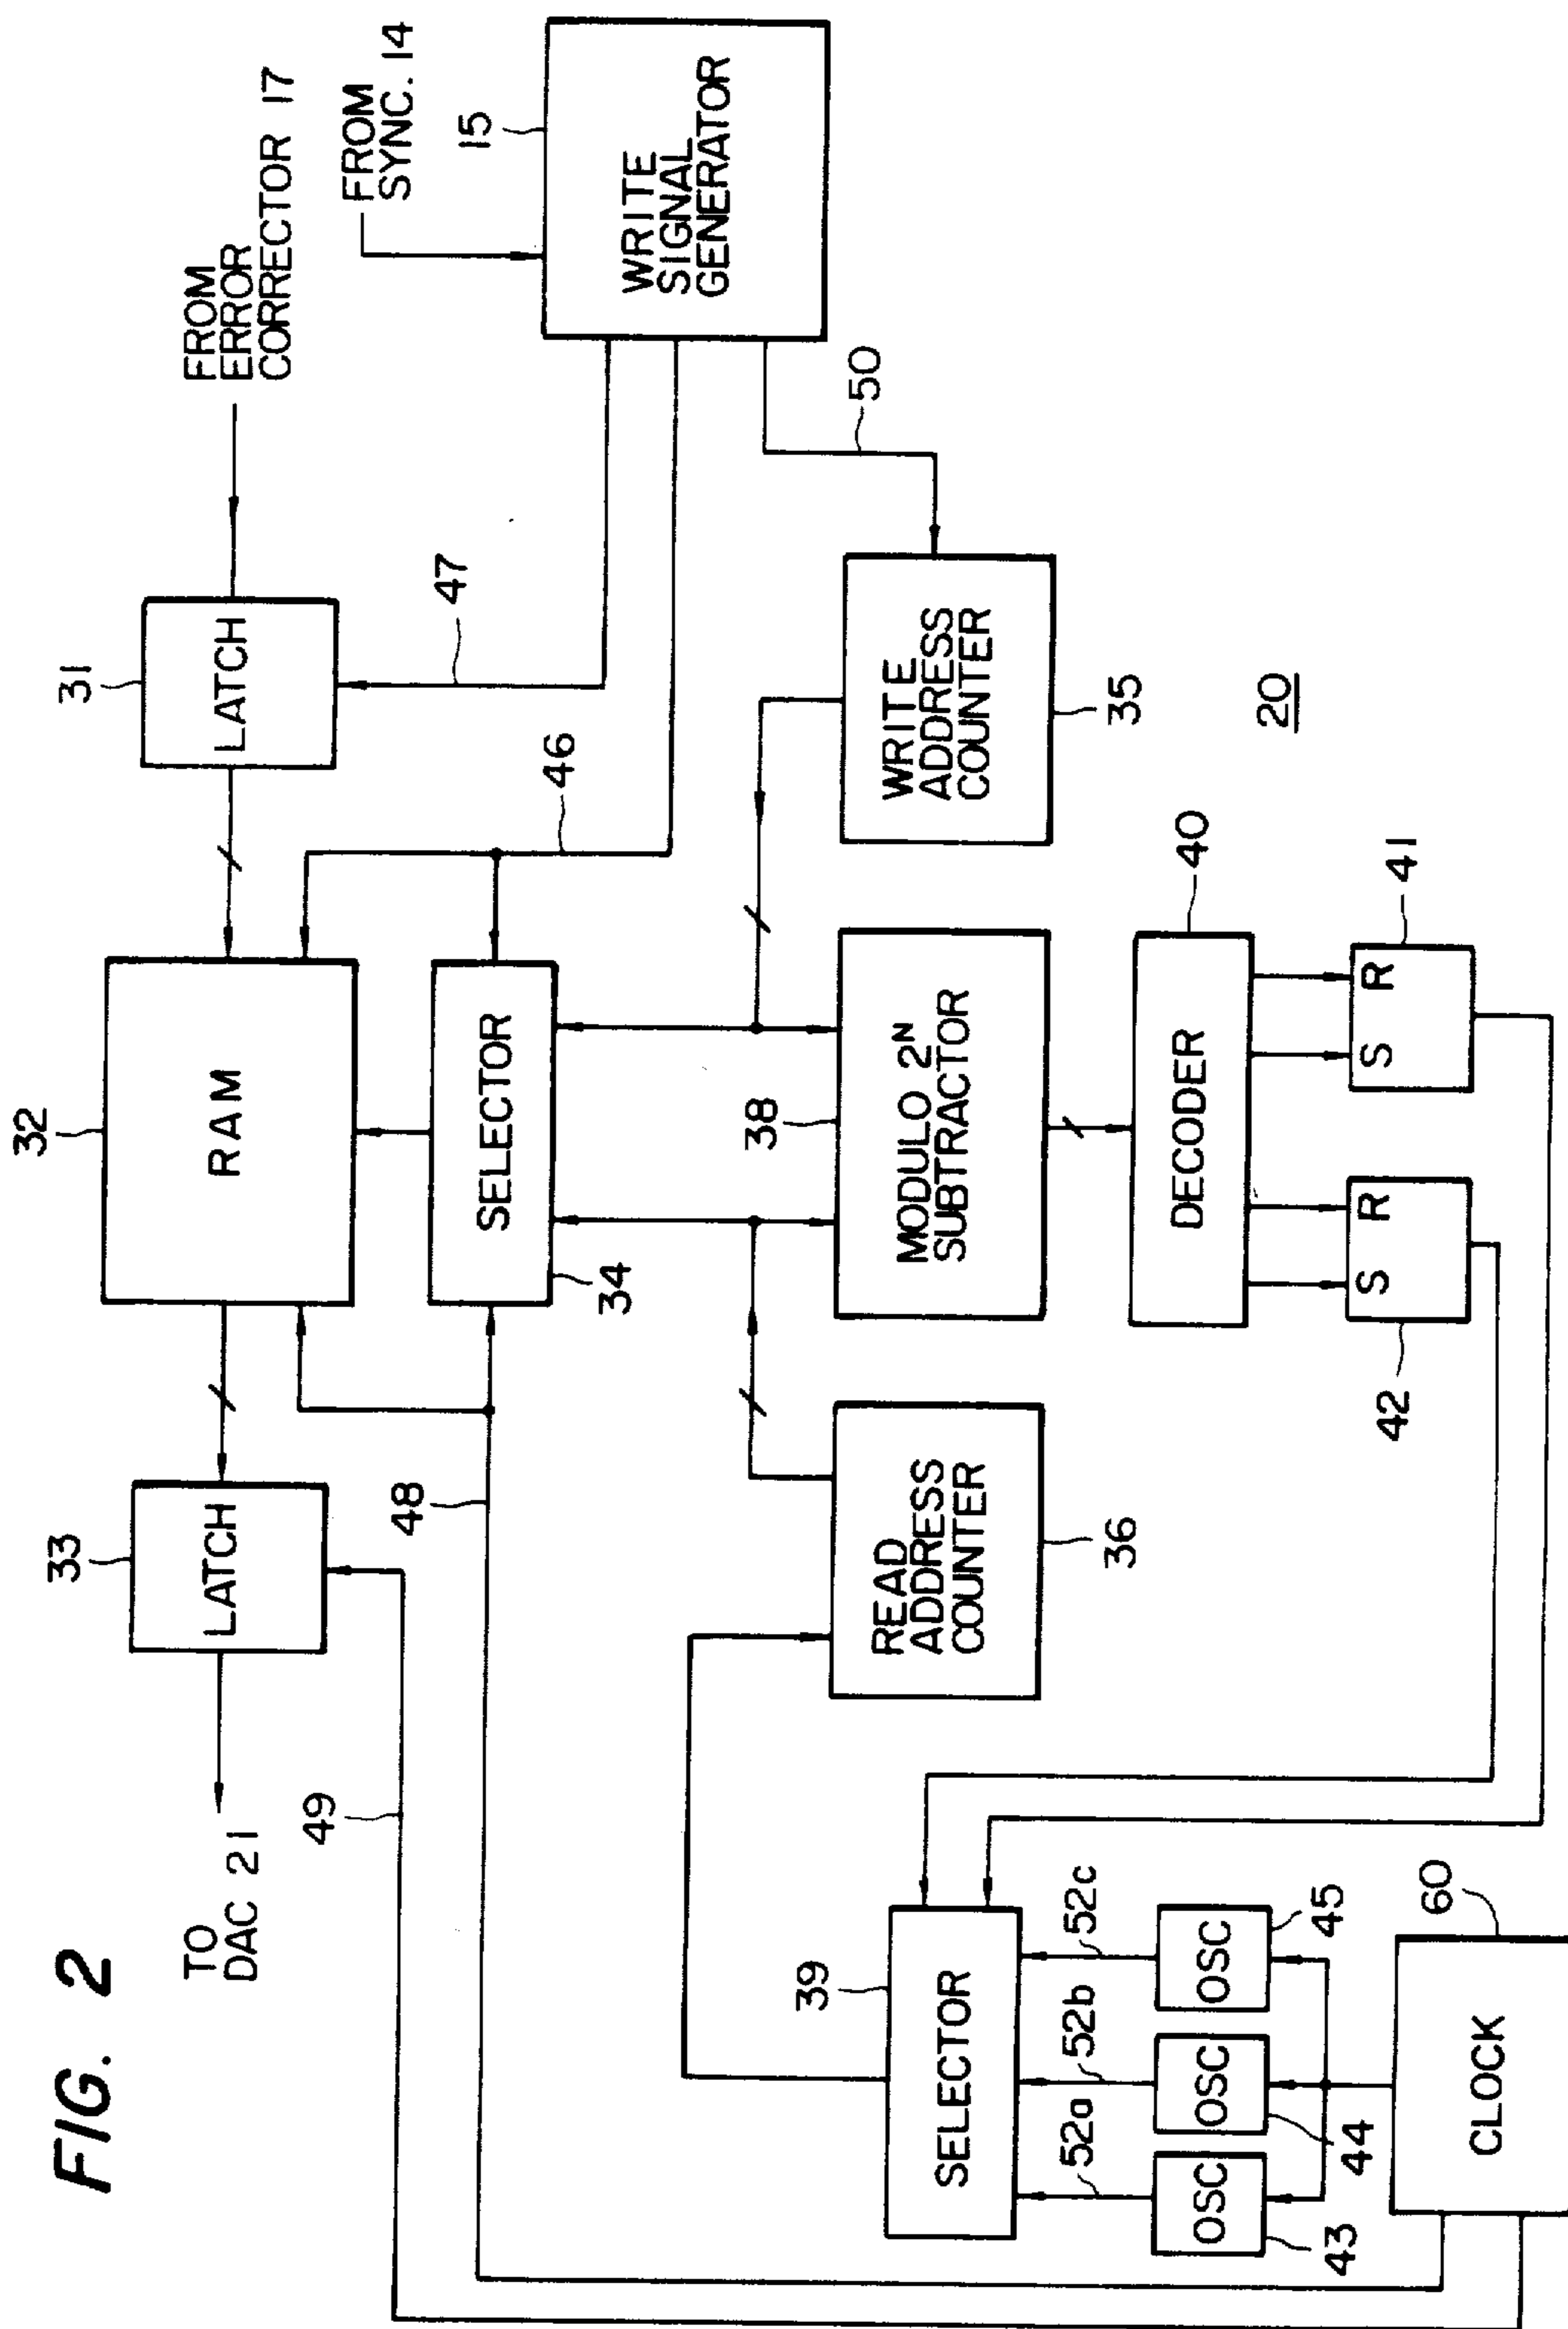 FIG. 2
TO
DAC 21
33
LATCH
32
RAM
31
LATCH
FROM
ERROR
CORRECTOR 17
FROM
SYNC. 14
15
WRITE
SIGNAL
GENERATOR
49
48
34
SELECTOR
46
47
50
39
SELECTOR
READ
ADDRESS
COUNTER
36
38
MODULO 2ᴺ
SUBTRACTOR
WRITE
ADDRESS
COUNTER
35
52a
52b
52c
43
OSC
44
OSC
OSC
45
DECODER
40
20
42
S R
S R
41
CLOCK
60